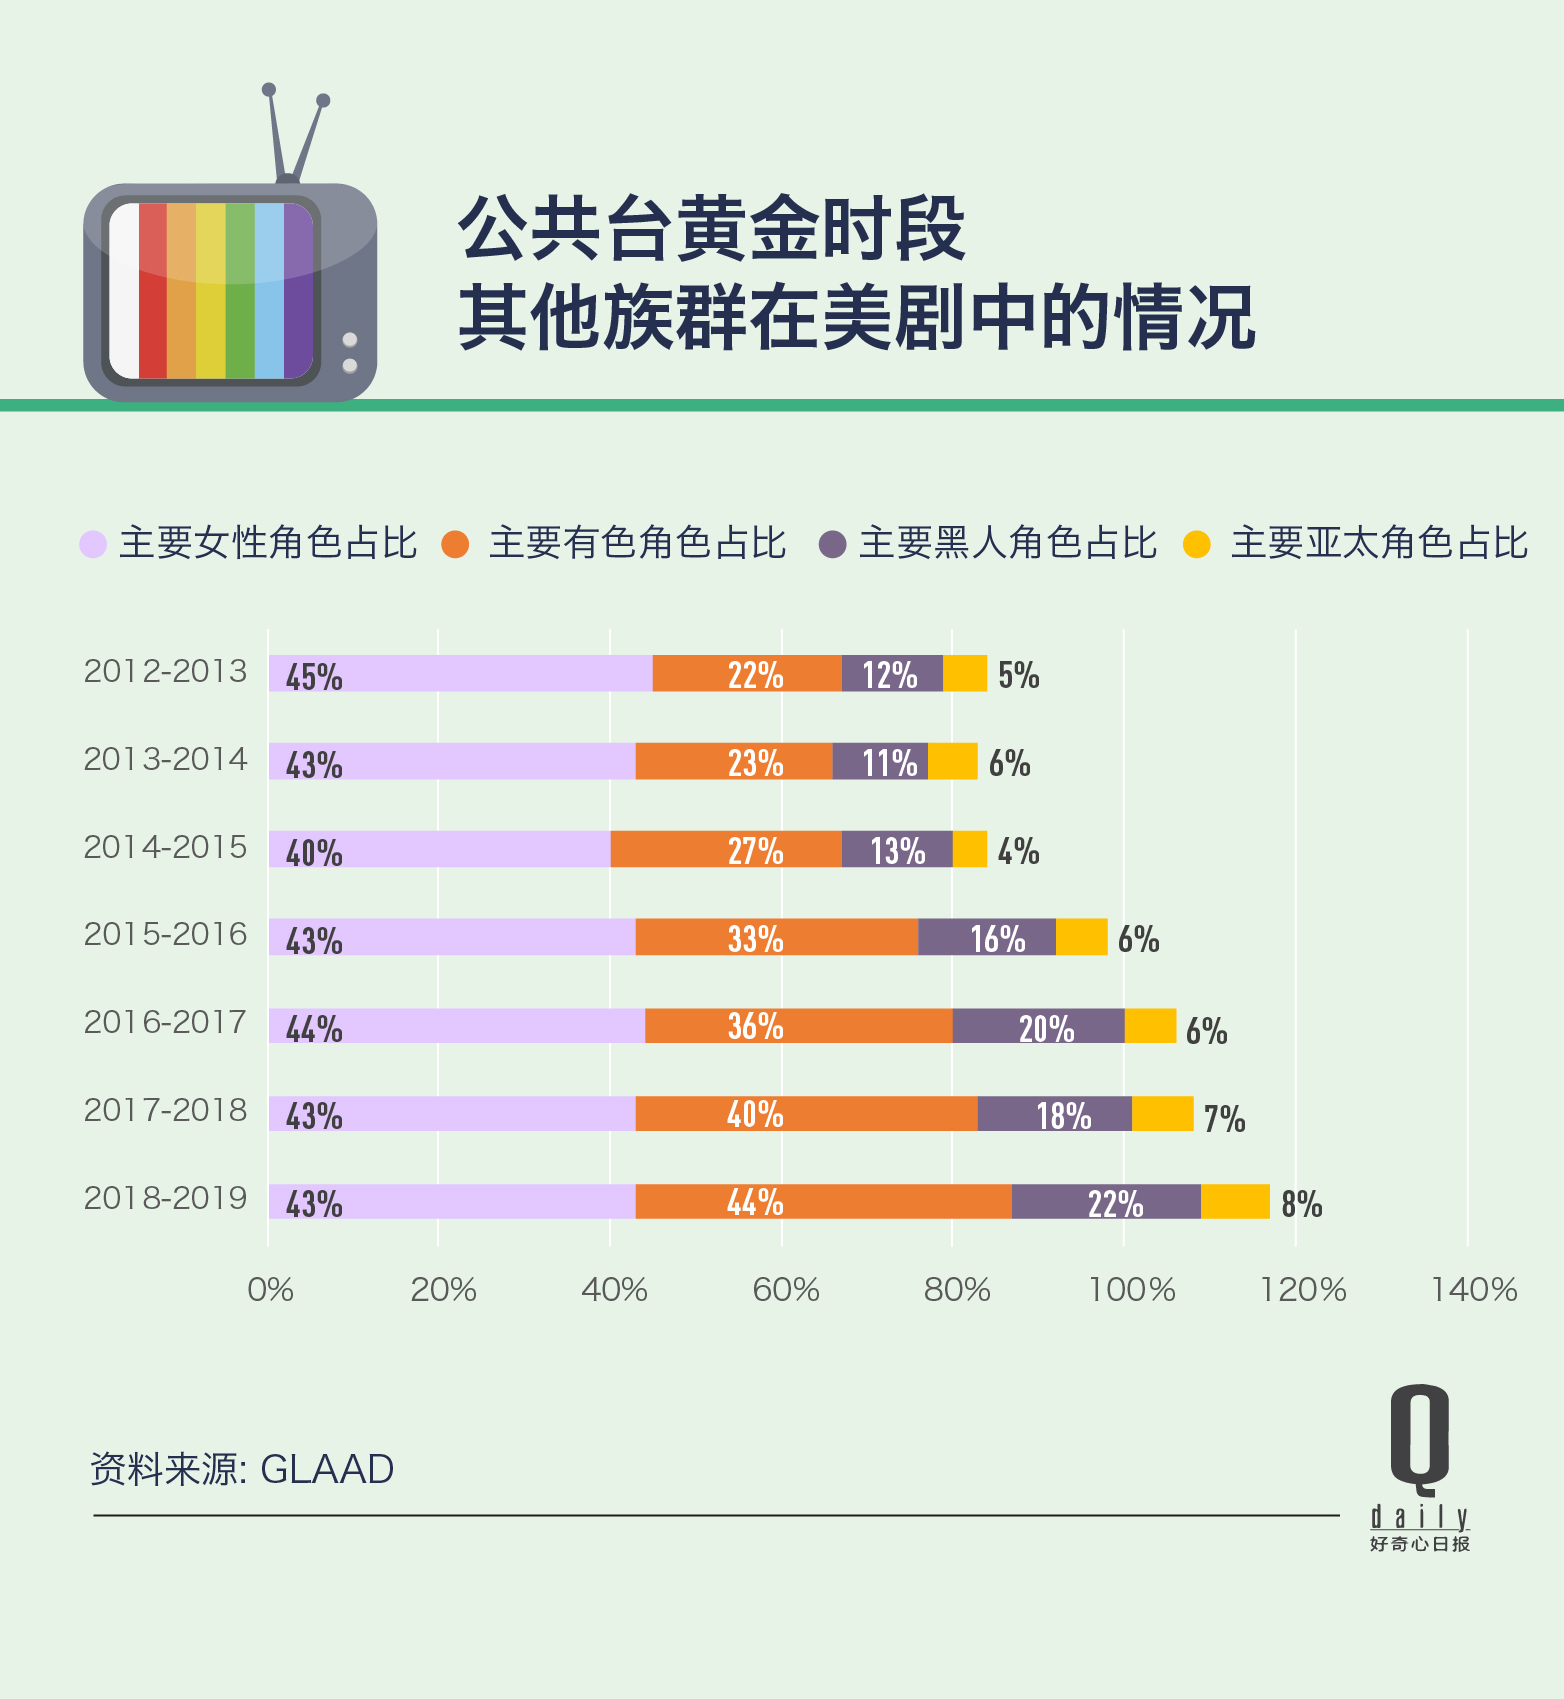 公共台黄金时段
其他族群在美剧中的情况
主要女性角色占比 主要有色角色占比 主要黑人角色占比 主要亚太角色占比
2012-2013 45% 22% 12% 5%
2013-2014 43% 23% 11% 6%
2014-2015 40% 27% 13% 4%
2015-2016 43% 33% 16% 6%
2016-2017 44% 36% 20% 6%
2017-2018 43% 40% 18% 7%
2018-2019 43% 44% 22% 8%
0% 20% 40% 60% 80% 100% 120% 140%
资料来源: GLAAD
Q
daily
好奇心日报